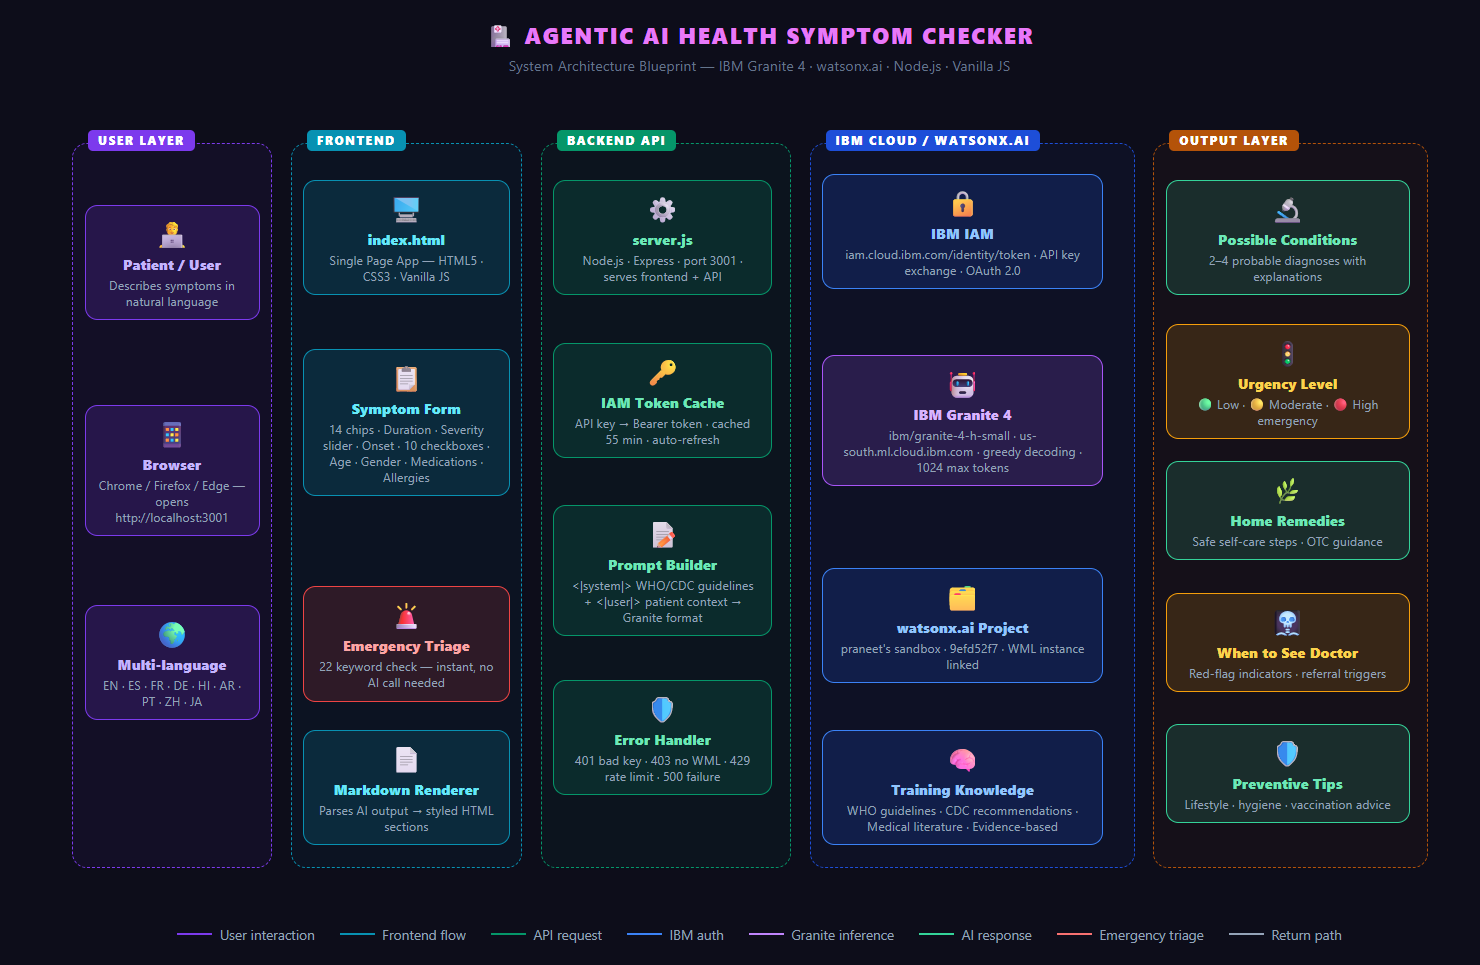 AGENTIC AI HEALTH SYMPTOM CHECKER
System Architecture Blueprint — IBM Granite 4 · watsonx.ai · Node.js · Vanilla JS
USER LAYER
Patient / User
Describes symptoms in
natural language
Browser
Chrome / Firefox / Edge —
opens
http://localhost:3001
Multi-language
EN · ES · FR · DE · HI · AR ·
PT · ZH · JA
FRONTEND
index.html
Single Page App — HTML5 ·
CSS3 · Vanilla JS
Symptom Form
14 chips · Duration · Severity
slider · Onset · 10 checkboxes ·
Age · Gender · Medications ·
Allergies
Emergency Triage
22 keyword check — instant, no
AI call needed
Markdown Renderer
Parses AI output → styled HTML
sections
BACKEND API
server.js
Node.js · Express · port 3001 ·
serves frontend + API
IAM Token Cache
API key → Bearer token · cached
55 min · auto-refresh
Prompt Builder
<|system|> WHO/CDC guidelines
+ <|user|> patient context →
Granite format
Error Handler
401 bad key · 403 no WML · 429
rate limit · 500 failure
IBM CLOUD / WATSONX.AI
IBM IAM
iam.cloud.ibm.com/identity/token · API key
exchange · OAuth 2.0
IBM Granite 4
ibm/granite-4-h-small · us-
south.ml.cloud.ibm.com · greedy decoding ·
1024 max tokens
watsonx.ai Project
praneet's sandbox · 9efd52f7 · WML instance
linked
Training Knowledge
WHO guidelines · CDC recommendations ·
Medical literature · Evidence-based
OUTPUT LAYER
Possible Conditions
2–4 probable diagnoses with
explanations
Urgency Level
Low · Moderate · High
emergency
Home Remedies
Safe self-care steps · OTC guidance
When to See Doctor
Red-flag indicators · referral triggers
Preventive Tips
Lifestyle · hygiene · vaccination advice
User interaction
Frontend flow
API request
IBM auth
Granite inference
AI response
Emergency triage
Return path